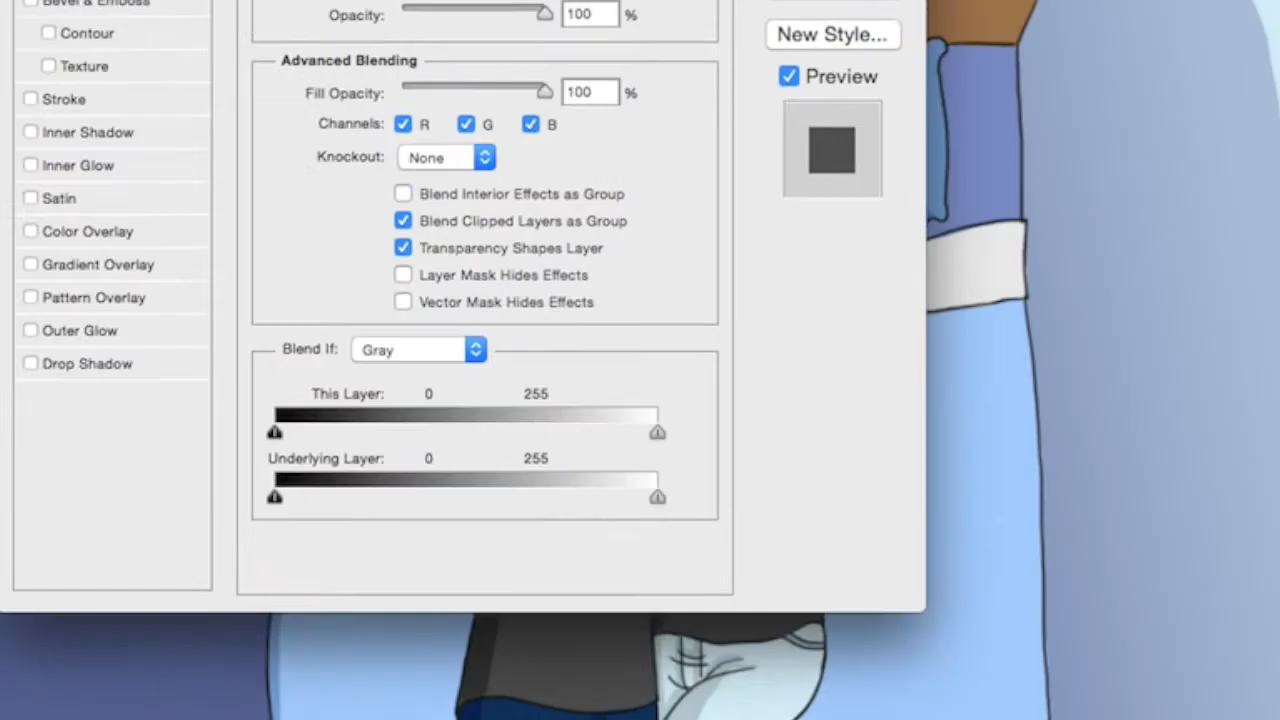 Bevel & Emboss
Contour
Texture
Stroke
Inner Shadow
Inner Glow
Satin
Color Overlay
Gradient Overlay
Pattern Overlay
Outer Glow
Drop Shadow
Opacity: 100 %
Advanced Blending
Fill Opacity: 100 %
Channels: R G B
Knockout: None
Blend Interior Effects as Group
Blend Clipped Layers as Group
Transparency Shapes Layer
Layer Mask Hides Effects
Vector Mask Hides Effects
Blend If: Gray
This Layer: 0 255
Underlying Layer: 0 255
New Style...
Preview